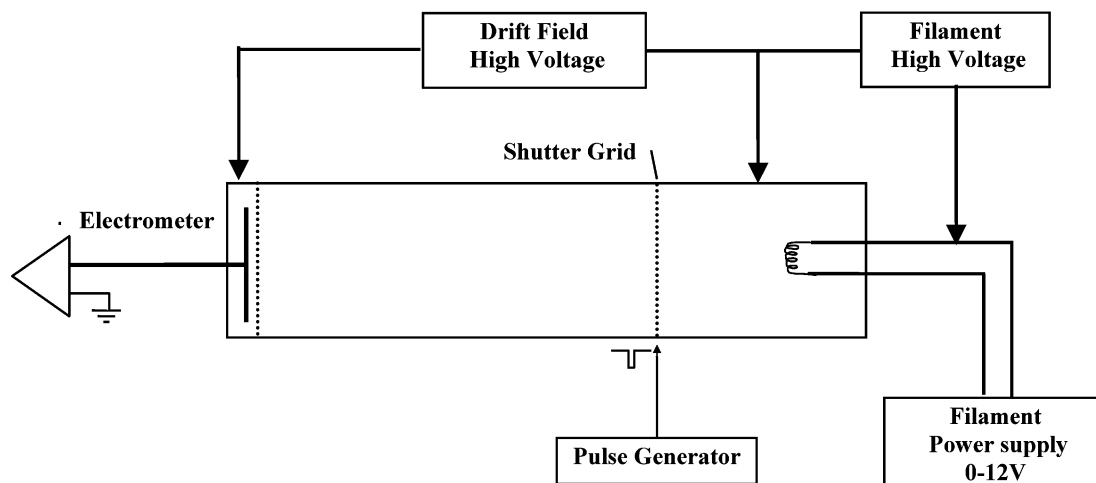 Drift Field
High Voltage
Filament
High Voltage
Shutter Grid
Electrometer
Pulse Generator
Filament
Power supply
0-12V